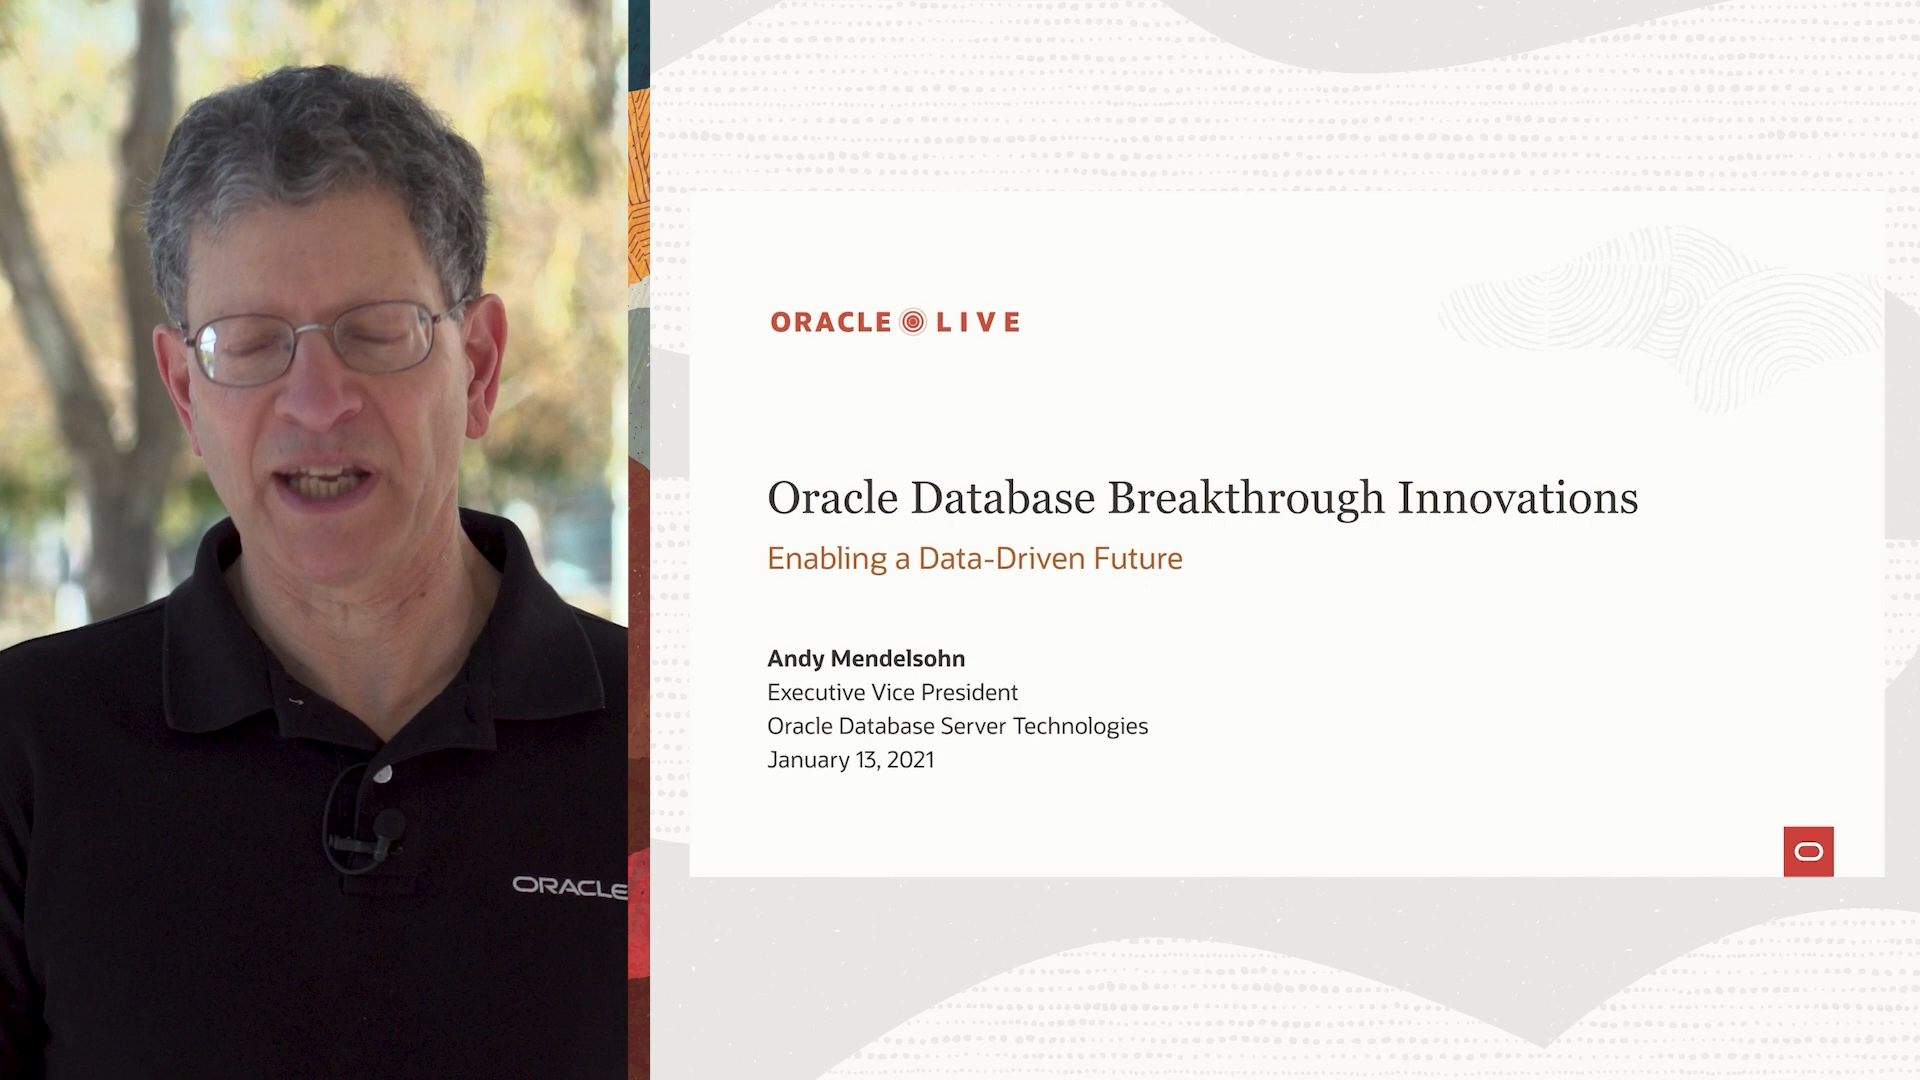 ORACLE LIVE
Oracle Database Breakthrough Innovations
Enabling a Data-Driven Future
Andy Mendelsohn
Executive Vice President
Oracle Database Server Technologies
January 13, 2021
ORACLE